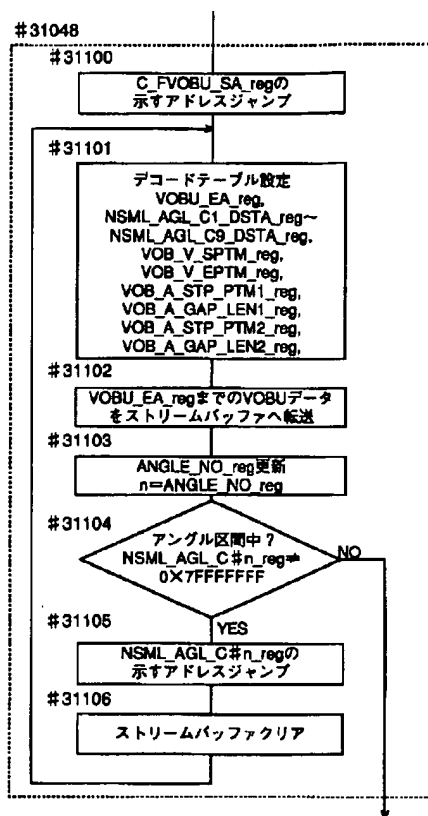 #31048
#31100
C_FVOBU_SA_regの
示すアドレスジャンプ
#31101
デコードテーブル設定
VOBU_EA_reg,
NSML_AGL_C1_DSTA_reg~
NSML_AGL_C9_DSTA_reg,
VOB_V_SPTM_reg,
VOB_V_EPTM_reg,
VOB_A_STP_PTM1_reg,
VOB_A_GAP_LEN1_reg,
VOB_A_STP_PTM2_reg,
VOB_A_GAP_LEN2_reg,
#31102
VOBU_EA_regまでのVOBUデータ
をストリームバッファへ転送
#31103
ANGLE_NO_reg更新
n=ANGLE_NO_reg
#31104
アングル区間中?
NSML_AGL_C#n_reg≠
0×7FFFFFFF
NO
YES
#31105
NSML_AGL_C#n_regの
示すアドレスジャンプ
#31106
ストリームバッファクリア